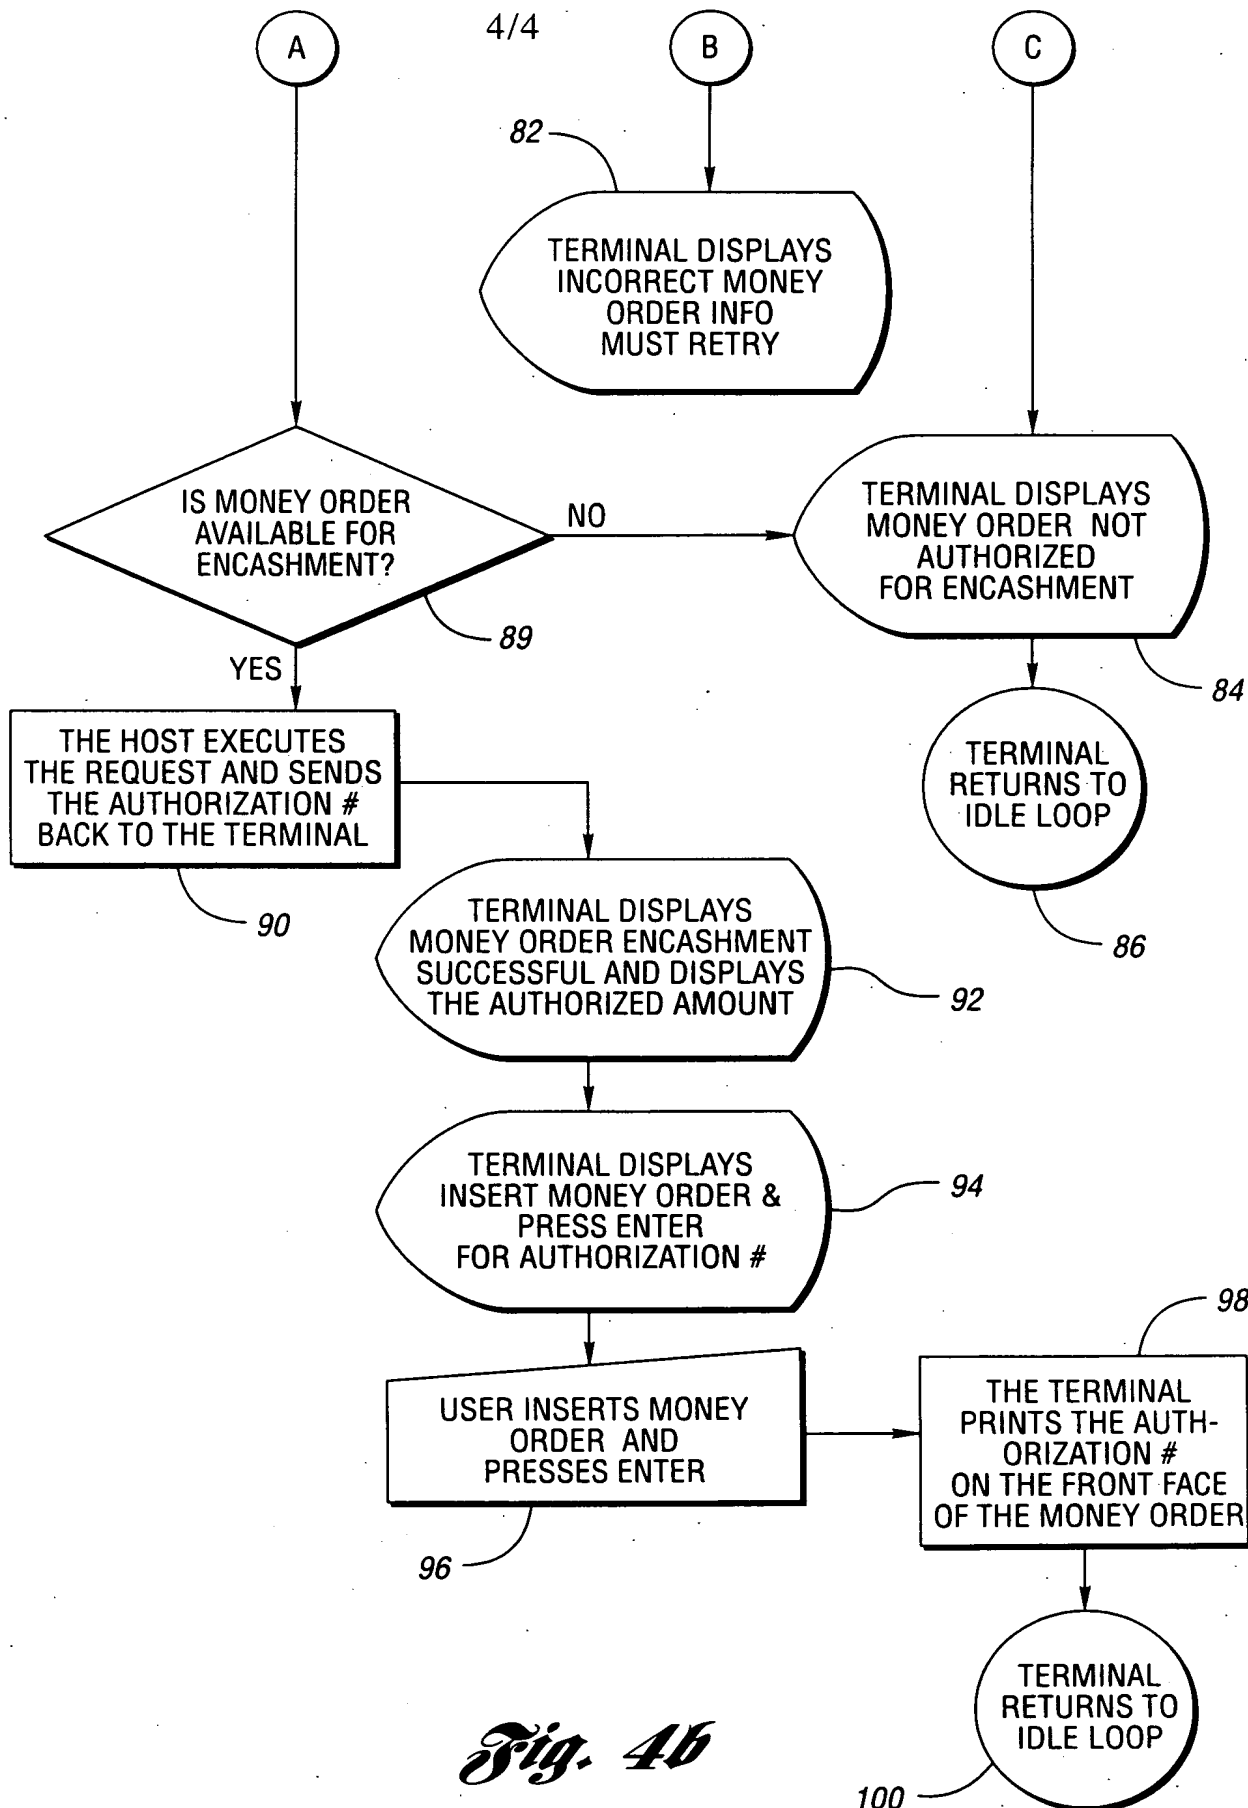 4/4
A
B
C
82
TERMINAL DISPLAYS
INCORRECT MONEY
ORDER INFO
MUST RETRY
IS MONEY ORDER
AVAILABLE FOR
ENCASHMENT?
89
NO
YES
TERMINAL DISPLAYS
MONEY ORDER NOT
AUTHORIZED
FOR ENCASHMENT
84
TERMINAL
RETURNS TO
IDLE LOOP
86
THE HOST EXECUTES
THE REQUEST AND SENDS
THE AUTHORIZATION #
BACK TO THE TERMINAL
90
TERMINAL DISPLAYS
MONEY ORDER ENCASHMENT
SUCCESSFUL AND DISPLAYS
THE AUTHORIZED AMOUNT
92
TERMINAL DISPLAYS
INSERT MONEY ORDER &
PRESS ENTER
FOR AUTHORIZATION #
94
USER INSERTS MONEY
ORDER AND
PRESSES ENTER
96
98
THE TERMINAL
PRINTS THE AUTH-
ORIZATION #
ON THE FRONT FACE
OF THE MONEY ORDER
TERMINAL
RETURNS TO
IDLE LOOP
100
Fig. 4b